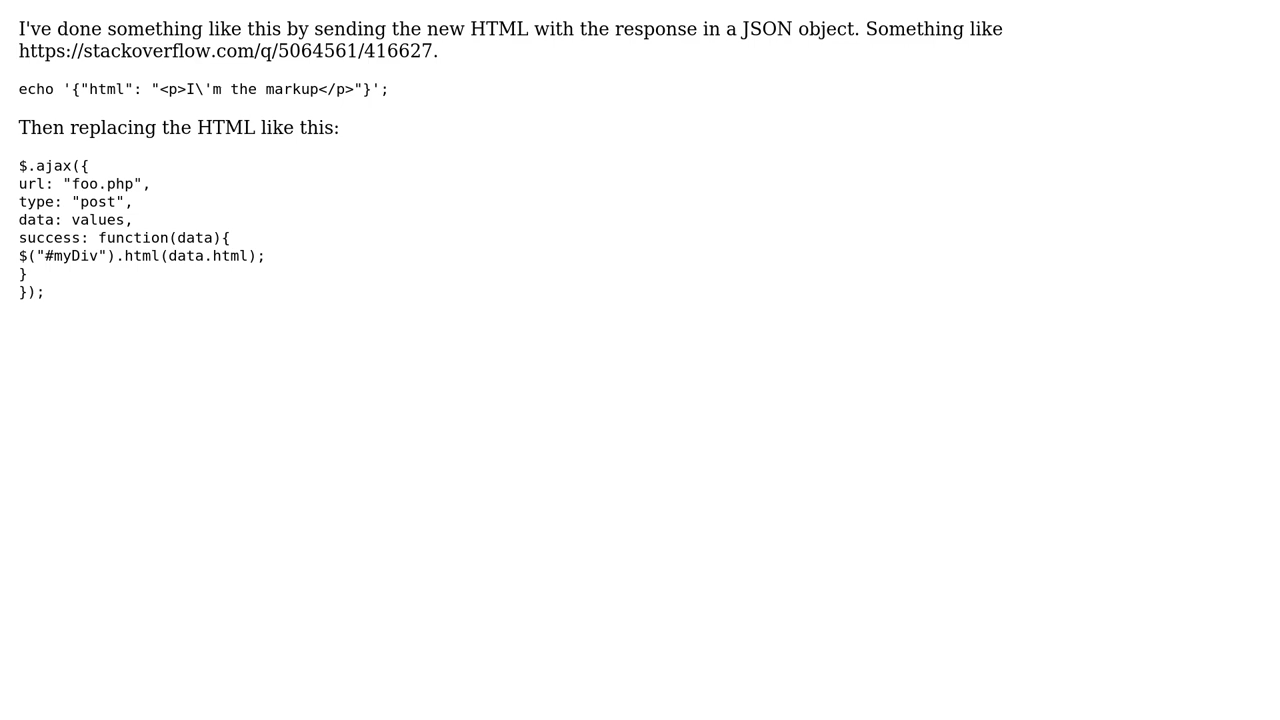 I've done something like this by sending the new HTML with the response in a JSON object. Something like
https://stackoverflow.com/q/5064561/416627.
echo '{"html": "<p>I\'m the markup</p>"}';
Then replacing the HTML like this:
$.ajax({
url: "foo.php",
type: "post",
data: values,
success: function(data){
$("#myDiv").html(data.html);
}
});